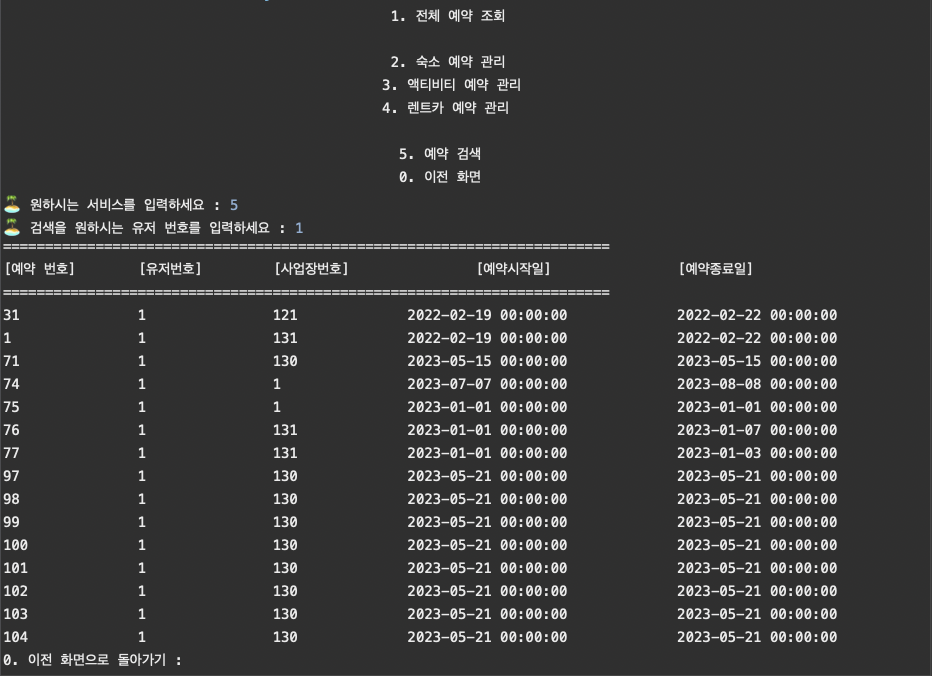 1. 전체 예약 조회
2. 숙소 예약 관리
3. 액티비티 예약 관리
4. 렌트카 예약 관리
5. 예약 검색
0. 이전 화면
🏝️ 원하시는 서비스를 입력하세요 : 5
🏝️ 검색을 원하시는 유저 번호를 입력하세요 : 1
========================================================================
[예약 번호] [유저번호] [사업장번호] [예약시작일] [예약종료일]
========================================================================
31 1 121 2022-02-19 00:00:00 2022-02-22 00:00:00
1 1 131 2022-02-19 00:00:00 2022-02-22 00:00:00
71 1 130 2023-05-15 00:00:00 2023-05-15 00:00:00
74 1 1 2023-07-07 00:00:00 2023-08-08 00:00:00
75 1 1 2023-01-01 00:00:00 2023-01-01 00:00:00
76 1 131 2023-01-01 00:00:00 2023-01-07 00:00:00
77 1 131 2023-01-01 00:00:00 2023-01-03 00:00:00
97 1 130 2023-05-21 00:00:00 2023-05-21 00:00:00
98 1 130 2023-05-21 00:00:00 2023-05-21 00:00:00
99 1 130 2023-05-21 00:00:00 2023-05-21 00:00:00
100 1 130 2023-05-21 00:00:00 2023-05-21 00:00:00
101 1 130 2023-05-21 00:00:00 2023-05-21 00:00:00
102 1 130 2023-05-21 00:00:00 2023-05-21 00:00:00
103 1 130 2023-05-21 00:00:00 2023-05-21 00:00:00
104 1 130 2023-05-21 00:00:00 2023-05-21 00:00:00
0. 이전 화면으로 돌아가기 :